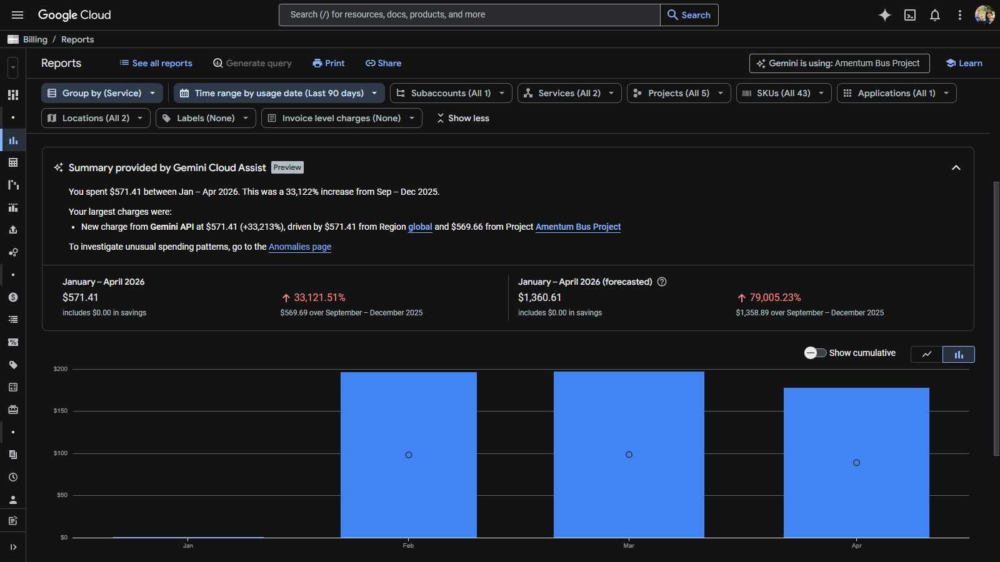 Google Cloud
Search (/) for resources, docs, products, and more
Search
Billing / Reports
Reports
See all reports
Generate query
Print
Share
Gemini is using: Amentum Bus Project
Learn
Group by (Service)
Time range by usage date (Last 90 days)
Subaccounts (All 1)
Services (All 2)
Projects (All 5)
SKUs (All 43)
Applications (All 1)
Locations (All 2)
Labels (None)
Invoice level charges (None)
Show less
Summary provided by Gemini Cloud Assist Preview
You spent $571.41 between Jan – Apr 2026. This was a 33,122% increase from Sep – Dec 2025.
Your largest charges were:
• New charge from Gemini API at $571.41 (+33,213%), driven by $571.41 from Region global and $569.66 from Project Amentum Bus Project
To investigate unusual spending patterns, go to the Anomalies page
January – April 2026
$571.41
includes $0.00 in savings
33,121.51%
$569.69 over September – December 2025
January – April 2026 (forecasted)
$1,360.61
includes $0.00 in savings
79,005.23%
$1,358.89 over September – December 2025
Show cumulative
$200
$150
$100
$50
$0
Jan
Feb
Mar
Apr